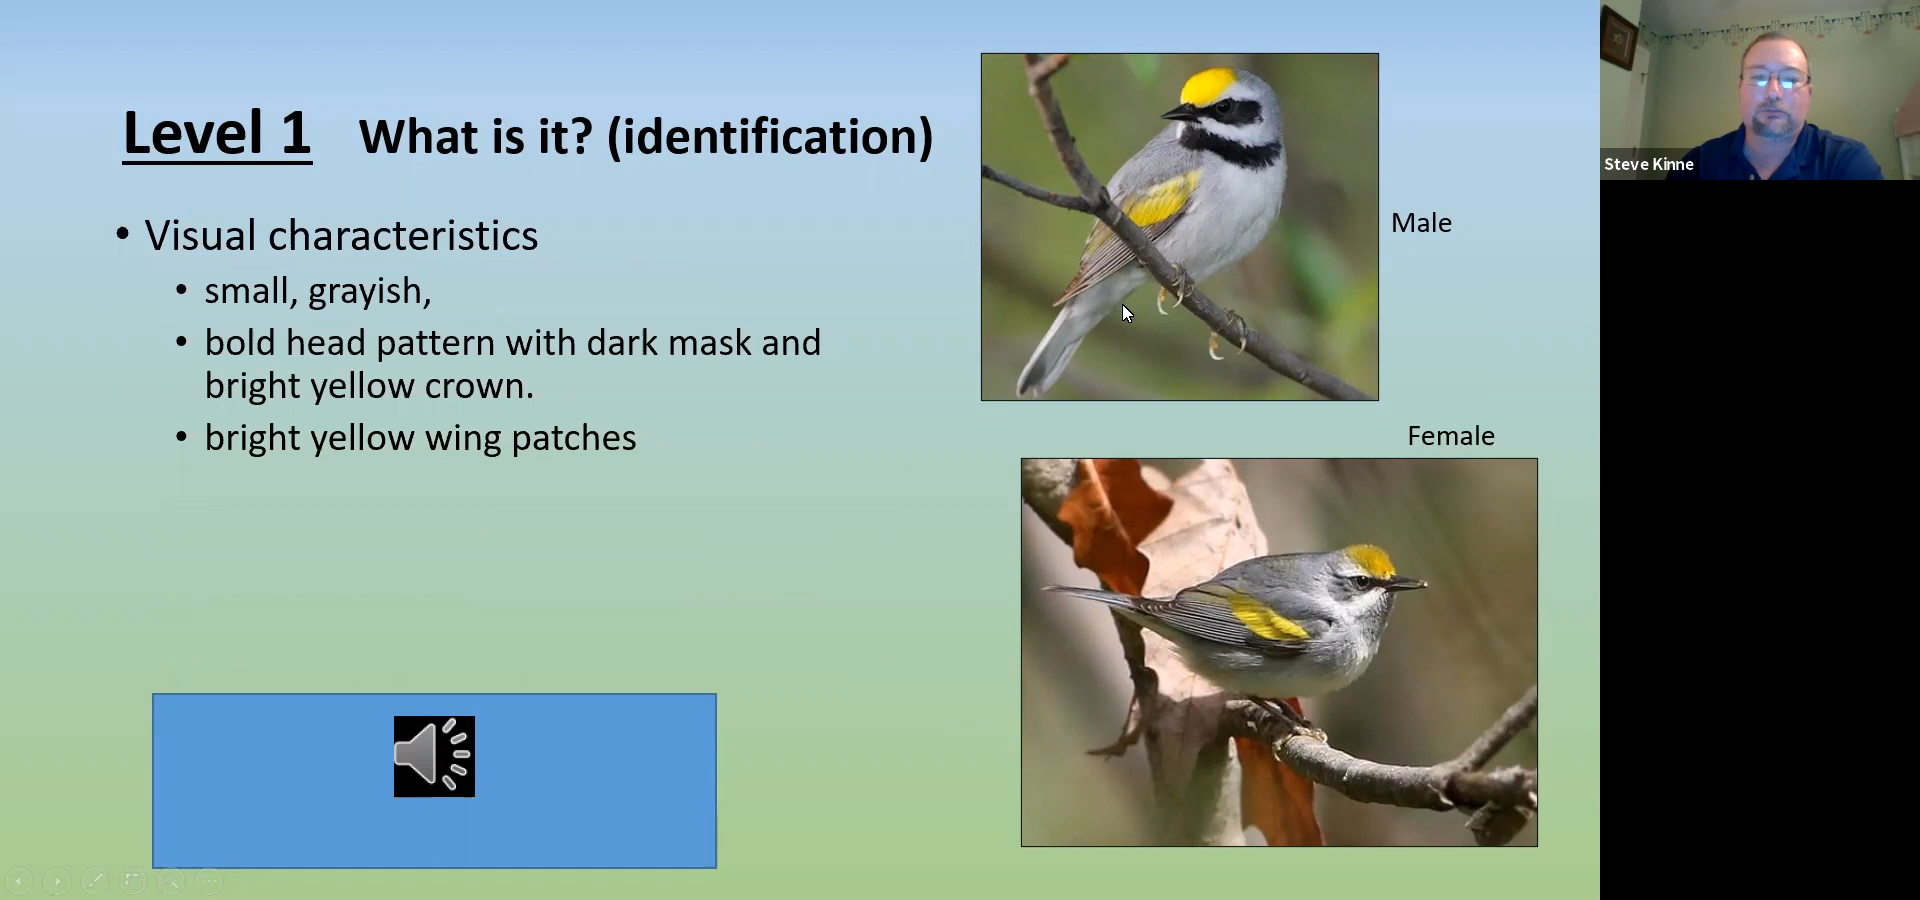 Level 1 What is it? (identification)
• Visual characteristics
• small, grayish,
• bold head pattern with dark mask and
bright yellow crown.
• bright yellow wing patches
Male
Female
Steve Kinne